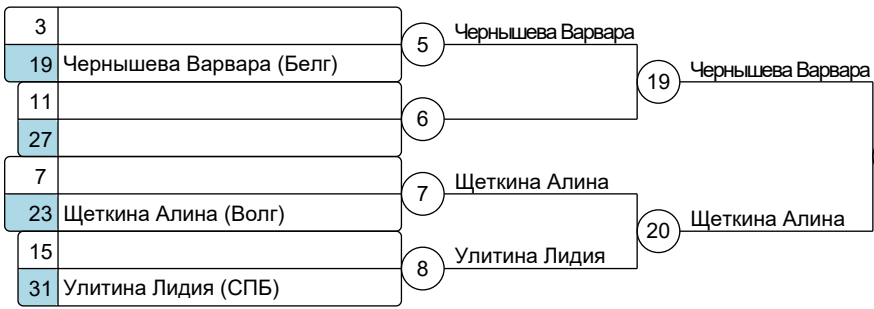 3
19 Чернышева Варвара (Белг)
11
27
7
23 Щеткина Алина (Волг)
15
31 Улитина Лидия (СПБ)
5 Чернышева Варвара
6
7 Щеткина Алина
8 Улитина Лидия
19 Чернышева Варвара
20 Щеткина Алина